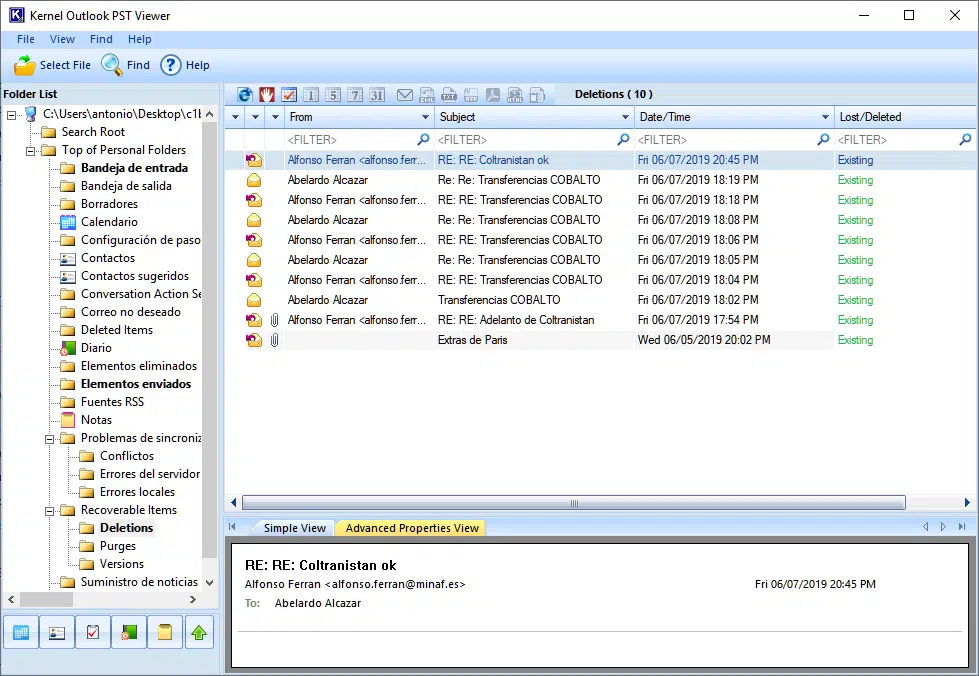 Kernel Outlook PST Viewer
File View Find Help
Select File Find Help
Folder List
C:\Users\antonio\Desktop\c1
Search Root
Top of Personal Folders
Bandeja de entrada
Bandeja de salida
Borradores
Calendario
Configuración de paso
Contactos
Contactos sugeridos
Conversation Action Se
Correo no deseado
Deleted Items
Diario
Elementos eliminados
Elementos enviados
Fuentes RSS
Notas
Problemas de sincroniz
Conflictos
Errores del servidor
Errores locales
Recoverable Items
Deletions
Purges
Versions
Suministro de noticias
1 5 7 31 EML TXT RTF HTML Deletions ( 10 )
From Subject Date/Time Lost/Deleted
<FILTER> <FILTER> <FILTER> <FILTER>
Alfonso Ferran <alfonso.ferr... RE: RE: Coltranistan ok Fri 06/07/2019 20:45 PM Existing
Abelardo Alcazar Re: Re: Transferencias COBALTO Fri 06/07/2019 18:19 PM Existing
Alfonso Ferran <alfonso.ferr... RE: RE: Transferencias COBALTO Fri 06/07/2019 18:18 PM Existing
Abelardo Alcazar Re: Re: Transferencias COBALTO Fri 06/07/2019 18:08 PM Existing
Alfonso Ferran <alfonso.ferr... RE: RE: Transferencias COBALTO Fri 06/07/2019 18:06 PM Existing
Abelardo Alcazar Re: Re: Transferencias COBALTO Fri 06/07/2019 18:05 PM Existing
Alfonso Ferran <alfonso.ferr... RE: RE: Transferencias COBALTO Fri 06/07/2019 18:04 PM Existing
Abelardo Alcazar Transferencias COBALTO Fri 06/07/2019 18:02 PM Existing
Alfonso Ferran <alfonso.ferr... RE: RE: Adelanto de Coltranistan Fri 06/07/2019 17:54 PM Existing
Extras de Paris Wed 06/05/2019 20:02 PM Existing
Simple View Advanced Properties View
RE: RE: Coltranistan ok
Alfonso Ferran <alfonso.ferran@minaf.es> Fri 06/07/2019 20:45 PM
To: Abelardo Alcazar